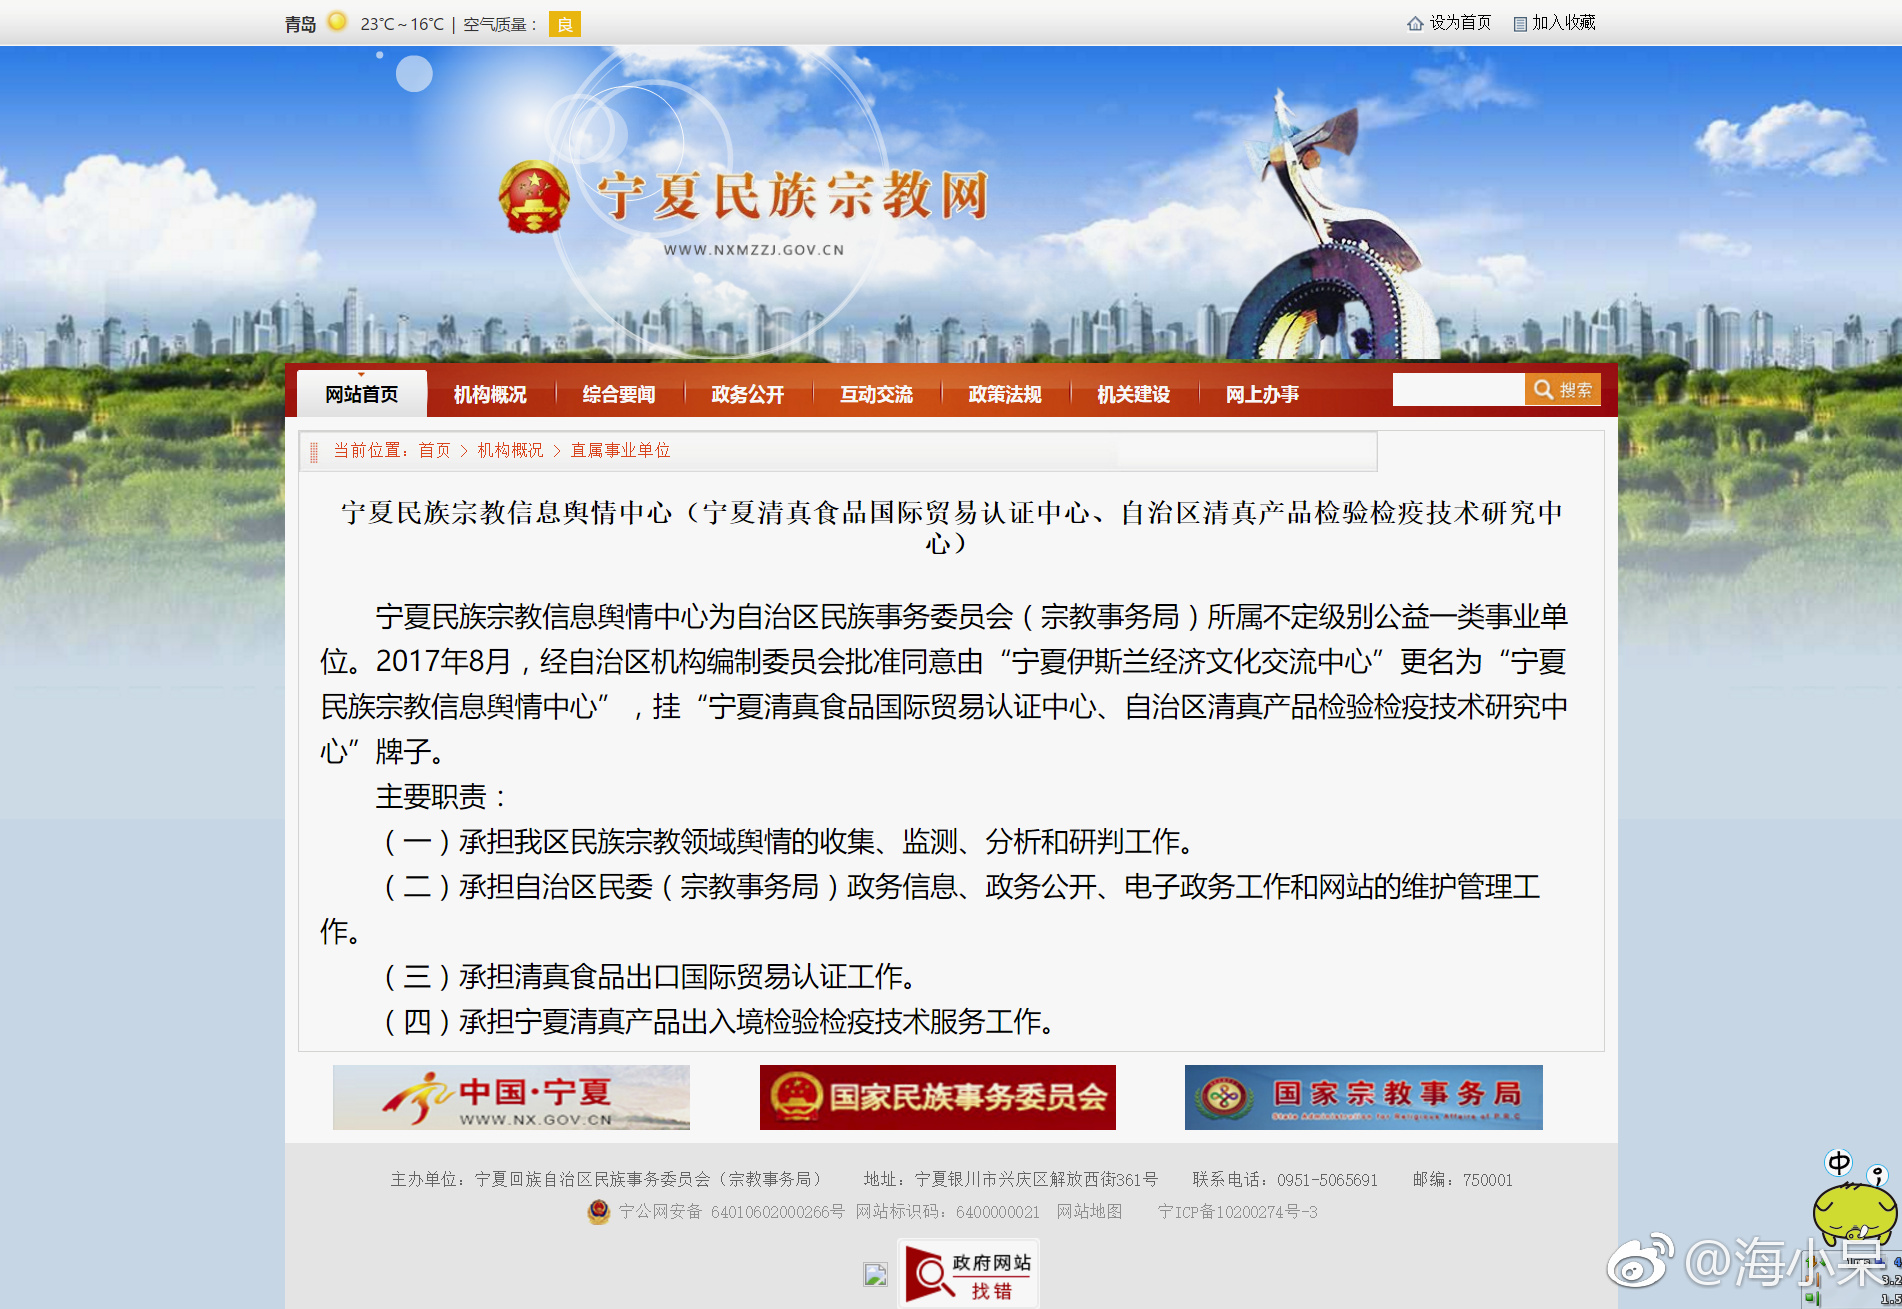 青岛 23℃～16℃ | 空气质量： 良
设为首页 加入收藏
宁夏民族宗教网
WWW.NXMZZJ.GOV.CN
网站首页 机构概况 综合要闻 政务公开 互动交流 政策法规 机关建设 网上办事 搜索
当前位置：首页 > 机构概况 > 直属事业单位
宁夏民族宗教信息舆情中心（宁夏清真食品国际贸易认证中心、自治区清真产品检验检疫技术研究中
心）
宁夏民族宗教信息舆情中心为自治区民族事务委员会（宗教事务局）所属不定级别公益一类事业单
位。2017年8月，经自治区机构编制委员会批准同意由“宁夏伊斯兰经济文化交流中心”更名为“宁夏
民族宗教信息舆情中心”，挂“宁夏清真食品国际贸易认证中心、自治区清真产品检验检疫技术研究中
心”牌子。
主要职责：
（一）承担我区民族宗教领域舆情的收集、监测、分析和研判工作。
（二）承担自治区民委（宗教事务局）政务信息、政务公开、电子政务工作和网站的维护管理工
作。
（三）承担清真食品出口国际贸易认证工作。
（四）承担宁夏清真产品出入境检验检疫技术服务工作。
中国·宁夏
WWW.NX.GOV.CN
国家民族事务委员会
国家宗教事务局
State Administration for Religious Affairs of P.R.C
主办单位：宁夏回族自治区民族事务委员会（宗教事务局） 地址：宁夏银川市兴庆区解放西街361号 联系电话：0951-5065691 邮编：750001
宁公网安备 64010602000266号 网站标识码：6400000021 网站地图 宁ICP备10200274号-3
政府网站
找错
中
@海小呆